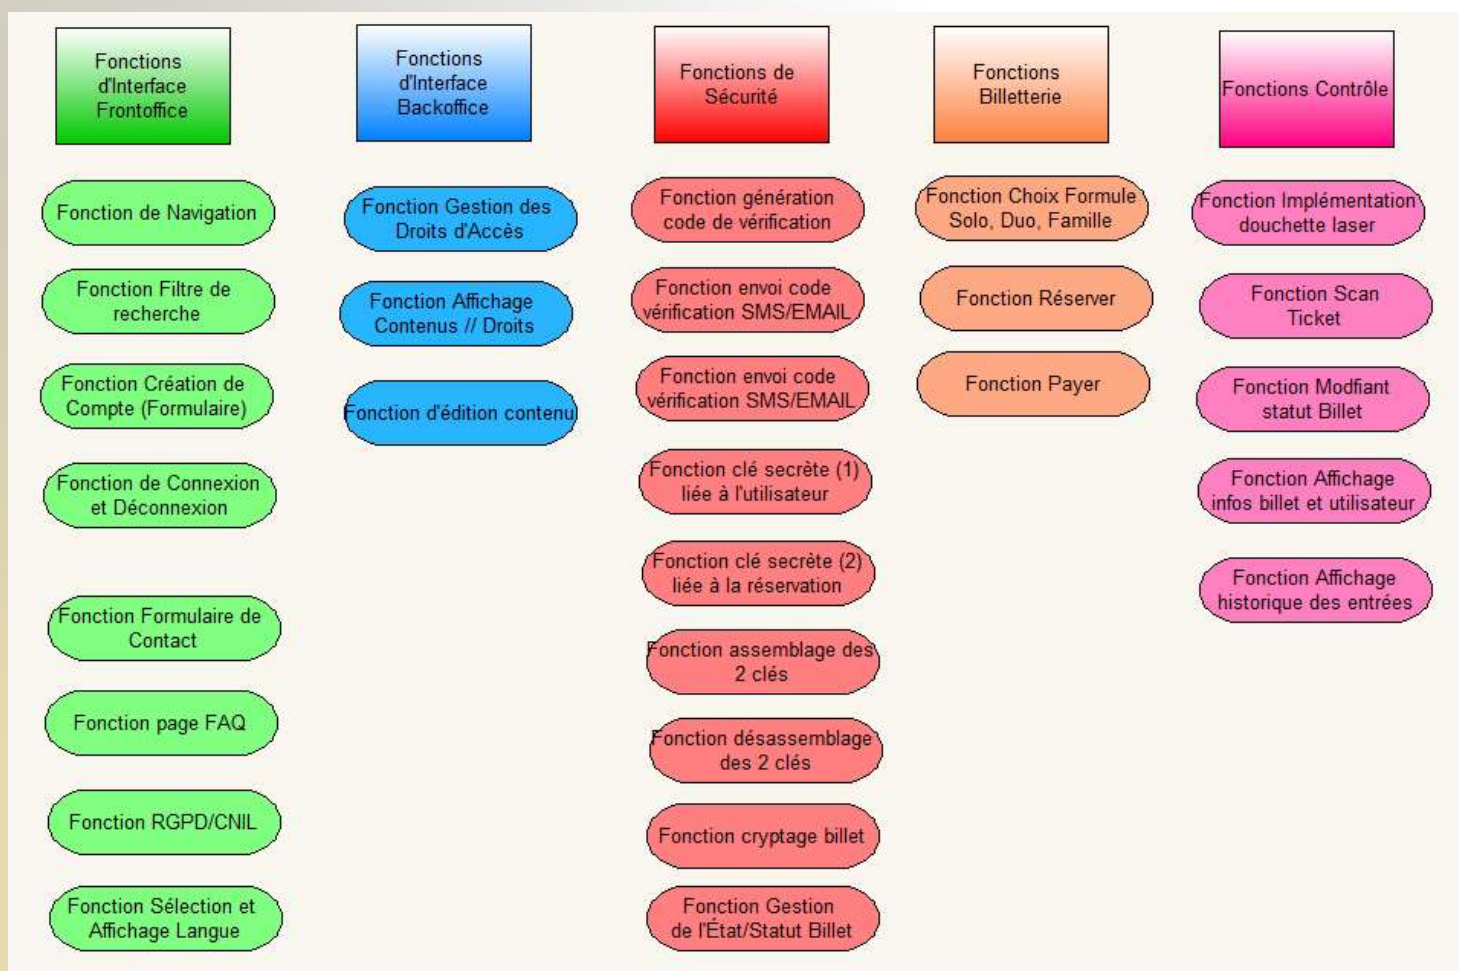 Fonctions
d'Interface
Frontoffice
Fonction de Navigation
Fonction Filtre de
recherche
Fonction Création de
Compte (Formulaire)
Fonction de Connexion
et Déconnexion
Fonction Formulaire de
Contact
Fonction page FAQ
Fonction RGPD/CNIL
Fonction Sélection et
Affichage Langue
Fonctions
d'Interface
Backoffice
Fonction Gestion des
Droits d'Accès
Fonction Affichage
Contenus // Droits
Fonction d'édition contenu
Fonctions de
Sécurité
Fonction génération
code de vérification
Fonction envoi code
vérification SMS/EMAIL
Fonction envoi code
vérification SMS/EMAIL
Fonction clé secrète (1)
liée à l'utilisateur
Fonction clé secrète (2)
liée à la réservation
Fonction assemblage des
2 clés
Fonction désassemblage
des 2 clés
Fonction cryptage billet
Fonction Gestion
de l'État/Statut Billet
Fonctions
Billetterie
Fonction Choix Formule
Solo, Duo, Famille
Fonction Réserver
Fonction Payer
Fonctions Contrôle
Fonction Implémentation
douchette laser
Fonction Scan
Ticket
Fonction Modfiant
statut Billet
Fonction Affichage
infos billet et utilisateur
Fonction Affichage
historique des entrées